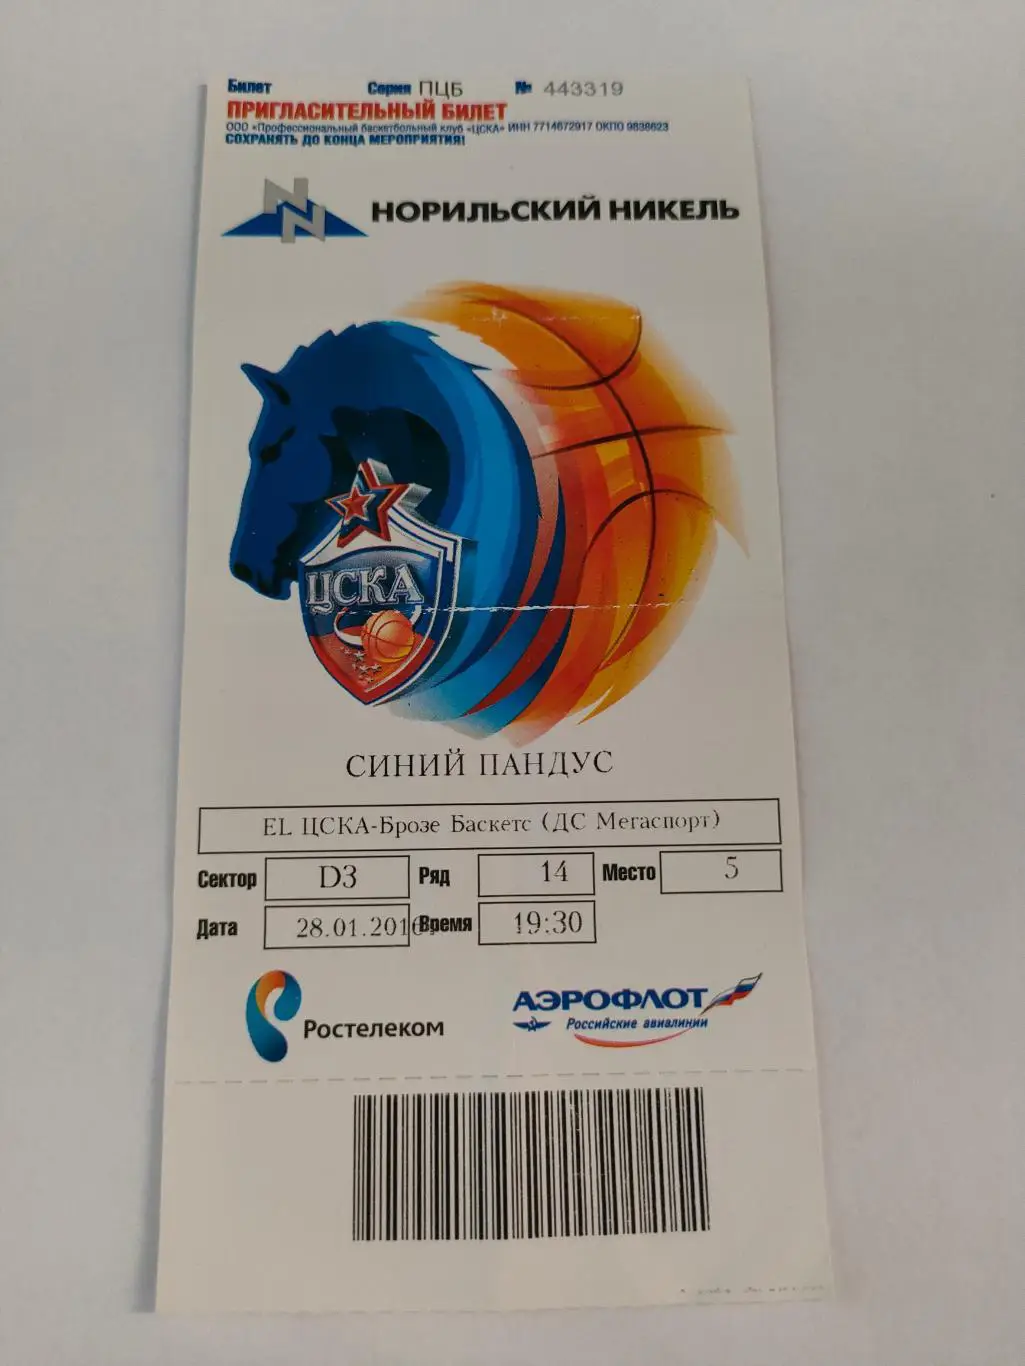 Билет Серия ПЦБ № 443319
ПРИГЛАСИТЕЛЬНЫЙ БИЛЕТ
ООО «Профессиональный баскетбольный клуб «ЦСКА» ИНН 7714672917 ОКПО 9838623
СОХРАНЯТЬ ДО КОНЦА МЕРОПРИЯТИЯ!
НОРИЛЬСКИЙ НИКЕЛЬ
ЦСКА
СИНИЙ ПАНДУС
EL ЦСКА-Брозе Баскетс (ДС Мегаспорт)
Сектор D3 Ряд 14 Место 5
Дата 28.01.2016 Время 19:30
Ростелеком
АЭРОФЛОТ
Российские авиалинии